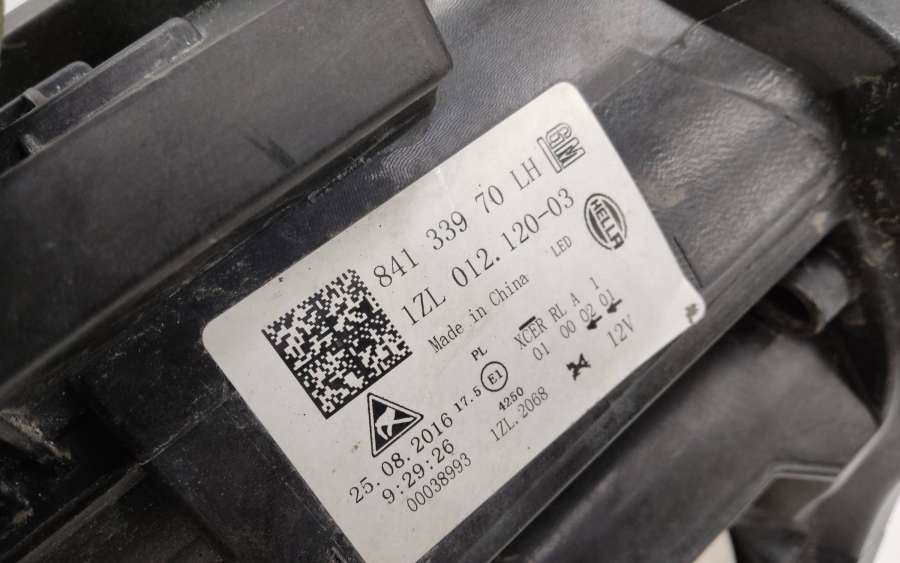 841 339 70 LH GM
1ZL 012.120-03
HELLA
Made in China LED
PL XCER RL A 1
17.5 E1 01 00 02 01
4250
25.08.2016 1ZL.2068 12V
9:29:26
00038993